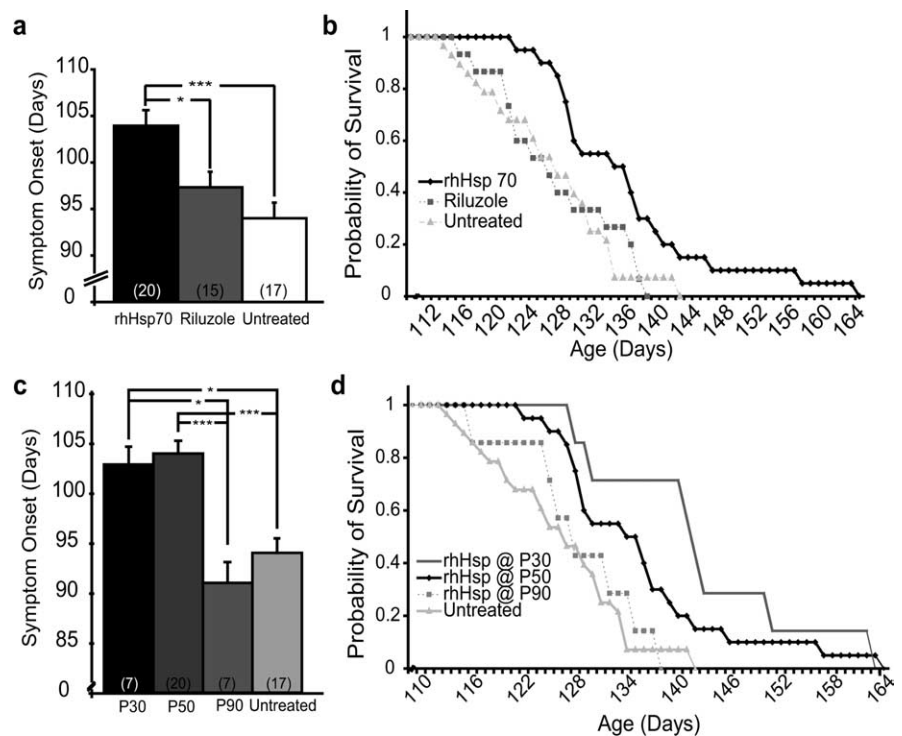 a
Symptom Onset (Days)
110
105
100
95
90
0
***
*
(20)
(15)
(17)
rhHsp70 Riluzole Untreated
b
Probability of Survival
1
0.8
0.6
0.4
0.2
0
rhHsp 70
Riluzole
Untreated
112 116 120 124 128 132 136 140 144 148 152 156 160 164
Age (Days)
c
Symptom Onset (Days)
110
105
100
95
90
85
0
*
*
***
***
(7)
(20)
(7)
(17)
P30 P50 P90 Untreated
d
Probability of Survival
1
0.8
0.6
0.4
0.2
0
rhHsp @ P30
rhHsp @ P50
rhHsp @ P90
Untreated
110 116 122 128 134 140 146 152 158 164
Age (Days)